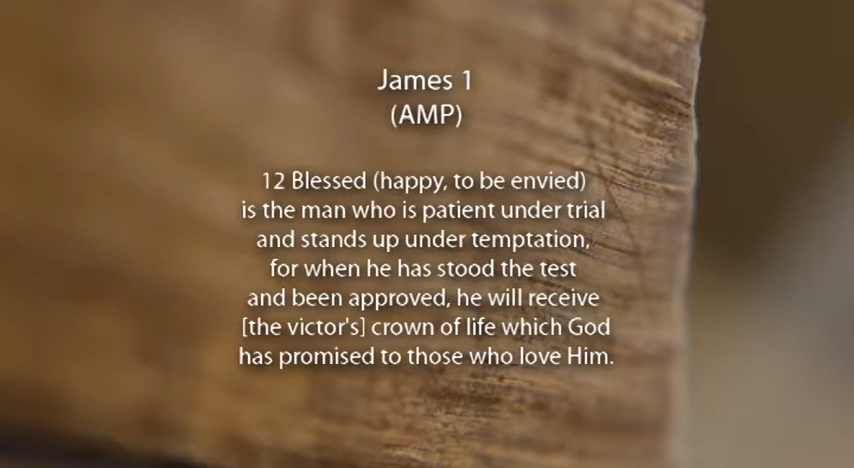 James 1
(AMP)
12 Blessed (happy, to be envied)
is the man who is patient under trial
and stands up under temptation,
for when he has stood the test
and been approved, he will receive
[the victor's] crown of life which God
has promised to those who love Him.